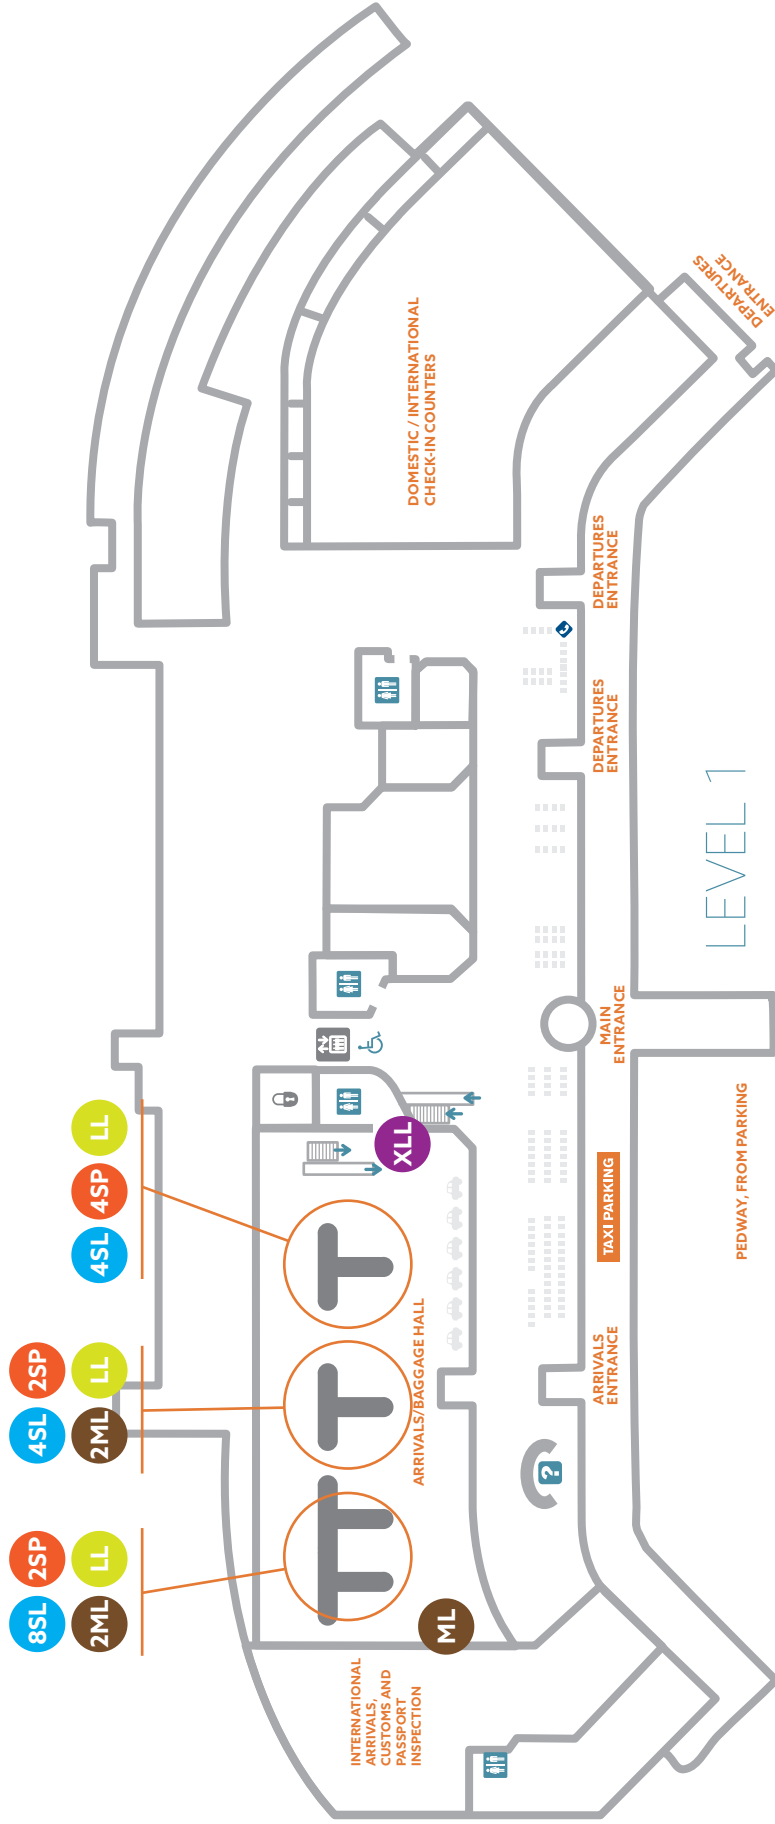 8SL 2SP
2ML LL
4SL 2SP
2ML LL
4SL 4SP LL
INTERNATIONAL
ARRIVALS,
CUSTOMS AND
PASSPORT
INSPECTION
XLL
ML
ARRIVALS/BAGGAGE HALL
DOMESTIC / INTERNATIONAL
CHECK-IN COUNTERS
?
ARRIVALS
ENTRANCE
TAXI PARKING
MAIN
ENTRANCE
DEPARTURES
ENTRANCE
DEPARTURES
ENTRANCE
DEPARTURES
ENTRANCE
PEDWAY, FROM PARKING
LEVEL 1